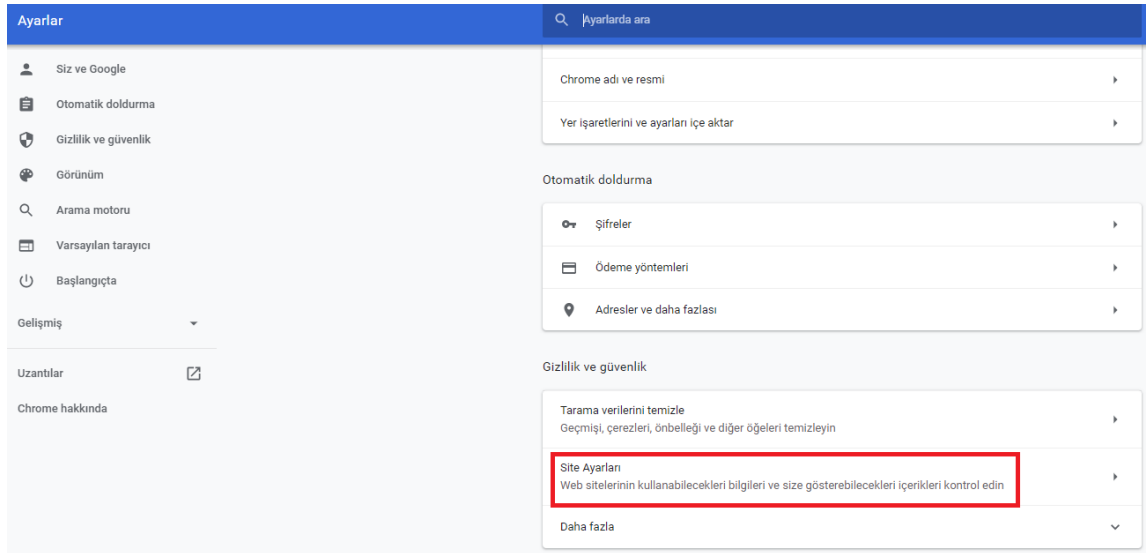 Ayarlar
Ayarlarda ara
Siz ve Google
Otomatik doldurma
Gizlilik ve güvenlik
Görünüm
Arama motoru
Varsayılan tarayıcı
Başlangıçta
Gelişmiş
Uzantılar
Chrome hakkında
Chrome adı ve resmi
Yer işaretlerini ve ayarları içe aktar
Otomatik doldurma
Şifreler
Ödeme yöntemleri
Adresler ve daha fazlası
Gizlilik ve güvenlik
Tarama verilerini temizle
Geçmişi, çerezleri, önbelleği ve diğer öğeleri temizleyin
Site Ayarları
Web sitelerinin kullanabilecekleri bilgileri ve size gösterebilecekleri içerikleri kontrol edin
Daha fazla